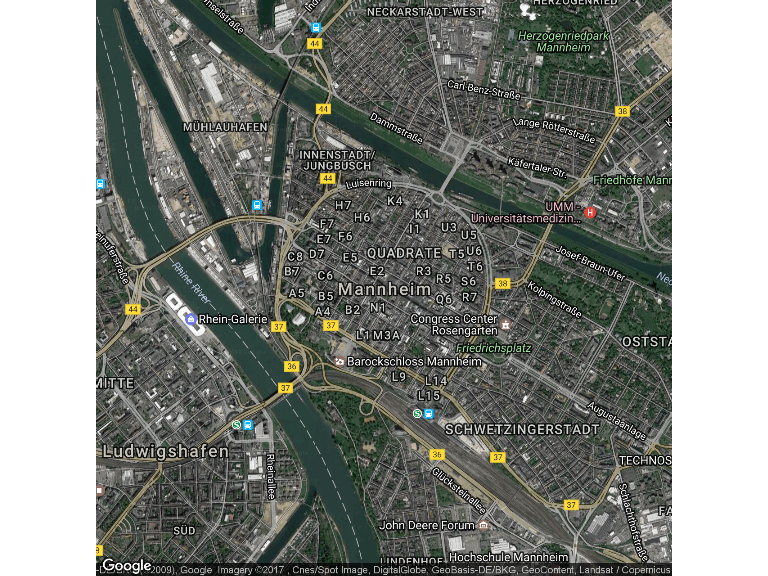 NECKARSTADT-WEST
HERZOGENRIED
Herzogenriedpark
Mannheim
44
Carl-Benz-Straße
44
38
MÜHLAUHAFEN
Dammstraße
Lange Rötterstraße
INNENSTADT/
JUNGBUSCH
Käfertaler Str.
44
Luisenring
Friedhöfe Mann
UMM -
Universitätsmedizin...
H
H7
K4
H6
K1
F7
I1
U3
U5
E7
F6
D7
E5
QUADRATE
T5
U6
Josef-Braun-Ufer
C8
B7
C6
E2
R3
T6
Rhine River
R5
S6
38
Kolpingstraße
A5
B5
Mannheim
Q6
R7
44
A4
B2
N1
Rhein-Galerie
37
37
Congress Center
Rosengarten
L1
M3A
Friedrichsplatz
OSTSTA
36
Barockschloss Mannheim
MITTE
37
L9
L14
L15
Augustaanlage
S
S
SCHWETZINGERSTADT
Ludwigshafen
36
37
TECHNOS
Rheinallee
Glücksteinallee
Schlachthofstraße
37
SÜD
John Deere Forum
FA
LINDENHOF
Hochschule Mannheim
Google
2009), Google Imagery ©2017 , Cnes/Spot Image, DigitalGlobe, GeoBasis-DE/BKG, GeoContent, Landsat / Copernicus